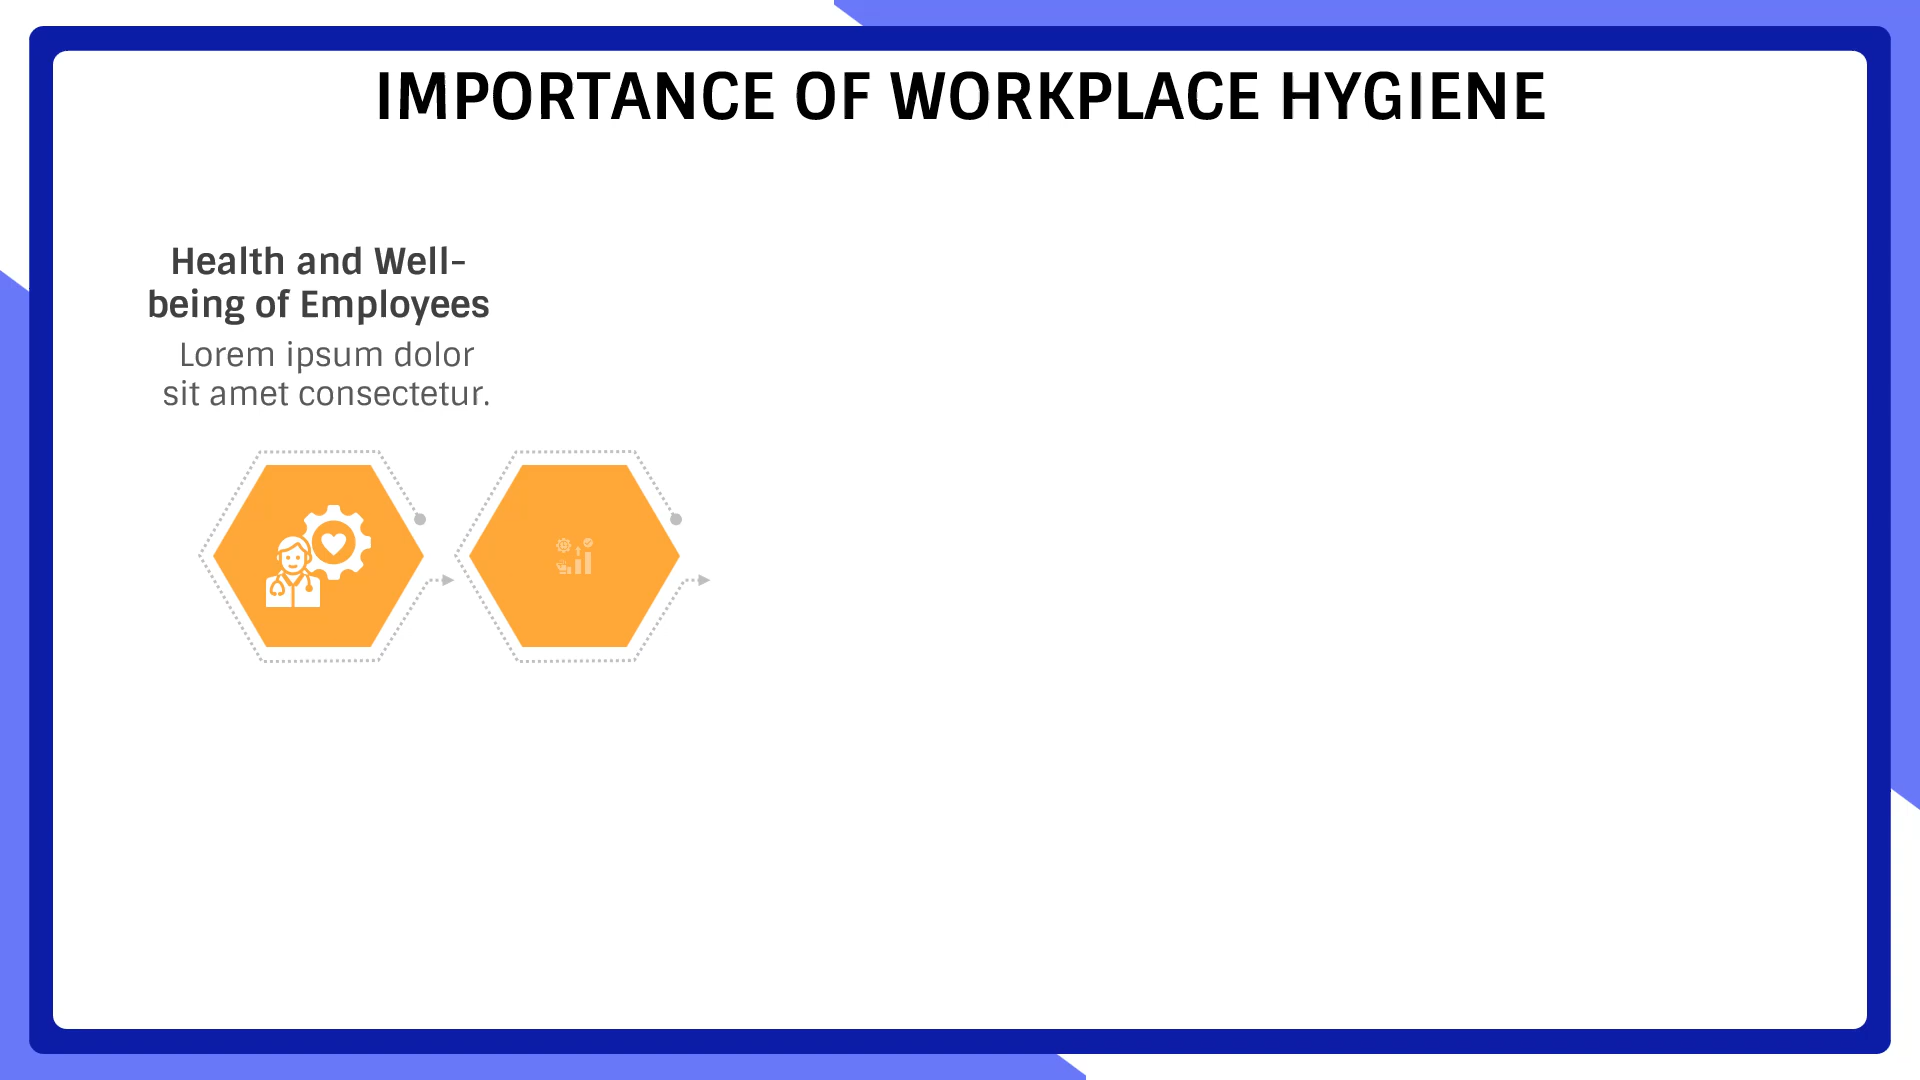 IMPORTANCE OF WORKPLACE HYGIENE
Health and Well-
being of Employees
Lorem ipsum dolor
sit amet consectetur.